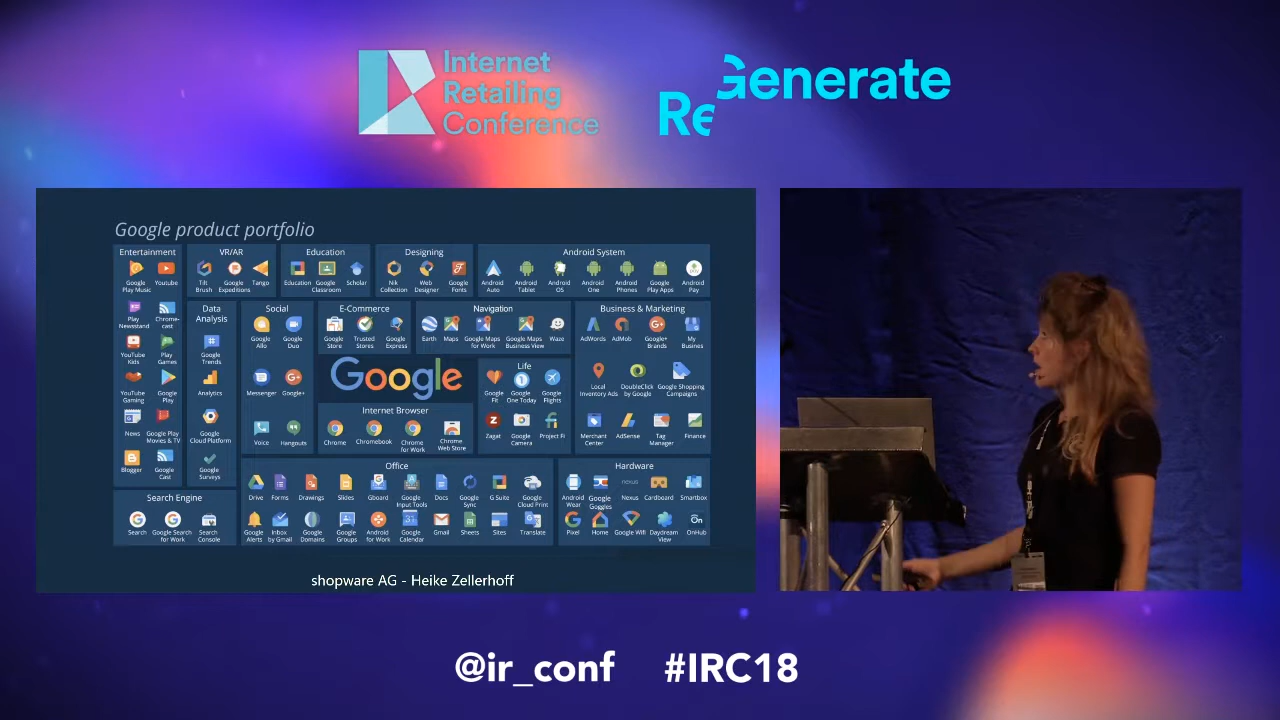 Internet
Retailing
Conference
ReGenerate
Google product portfolio
Entertainment
Google Play Music
Youtube
Play Newsstand
Chrome-cast
YouTube Kids
Play Games
YouTube Gaming
Google Play
News
Google Play Movies & TV
Blogger
Google Cast
VR/AR
Tilt Brush
Google Expeditions
Tango
Education
Education
Google Classroom
Scholar
Designing
Nik Collection
Web Designer
Google Fonts
Android System
Android Auto
Android Tablet
Android OS
Android One
Android Phones
Google Play Apps
Android Pay
Data Analysis
Google Trends
Analytics
Google Cloud Platform
Google Surveys
Social
Google Allo
Google Duo
Messenger
Google+
Voice
Hangouts
E-Commerce
Google Store
Trusted Stores
Google Express
Navigation
Earth
Maps
Google Maps for Work
Google Maps Business View
Waze
Business & Marketing
AdWords
AdMob
Google+ Brands
My Busines
Local Inventory Ads
DoubleClick by Google
Google Shopping Campaigns
Merchant Center
AdSense
Tag Manager
Finance
Google
Life
Google Fit
Google One Today
Google Flights
Zagat
Google Camera
Project Fi
Internet Browser
Chrome
Chromebook
Chrome for Work
Chrome Web Store
Search Engine
Search
Google Search for Work
Search Console
Office
Drive
Forms
Drawings
Slides
Gboard
Google Input Tools
Docs
Google Sync
G Suite
Google Cloud Print
Google Alerts
Inbox by Gmail
Google Domains
Google Groups
Android for Work
Google Calendar
Gmail
Sheets
Sites
Translate
Hardware
Android Wear
Google Goggles
nexus
Nexus
Cardboard
Smartbox
Pixel
Home
Google Wifi
Daydream View
On
OnHub
shopware AG - Heike Zellerhoff
@ir_conf #IRC18